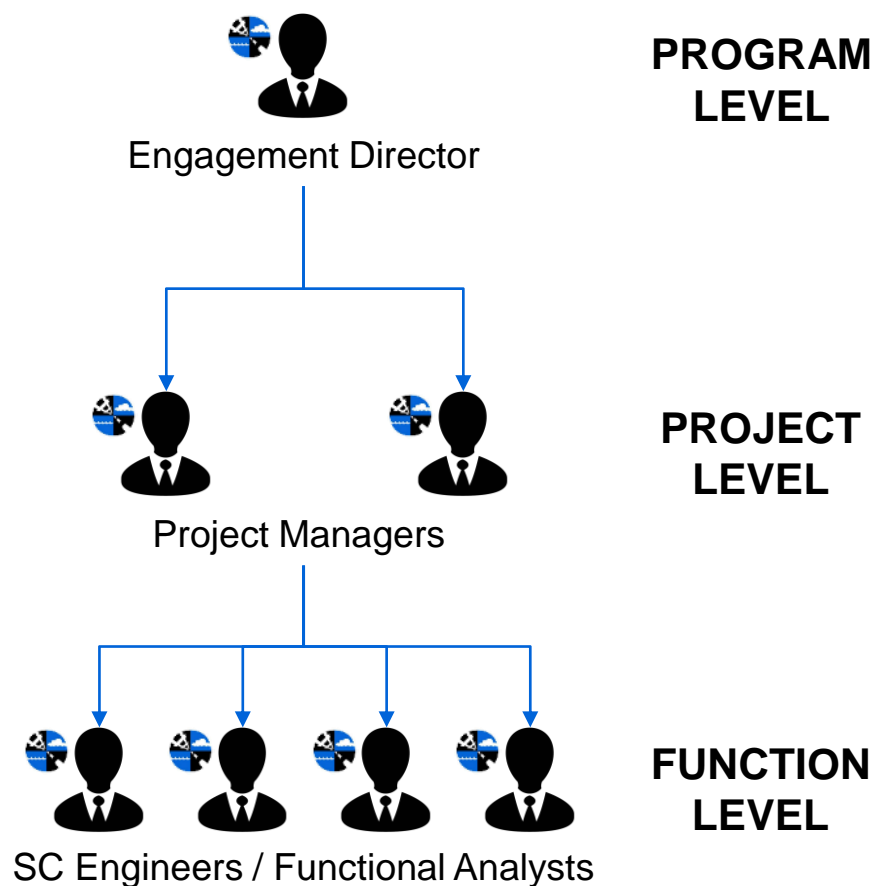 PROGRAM
LEVEL
Engagement Director
PROJECT
LEVEL
Project Managers
FUNCTION
LEVEL
SC Engineers / Functional Analysts